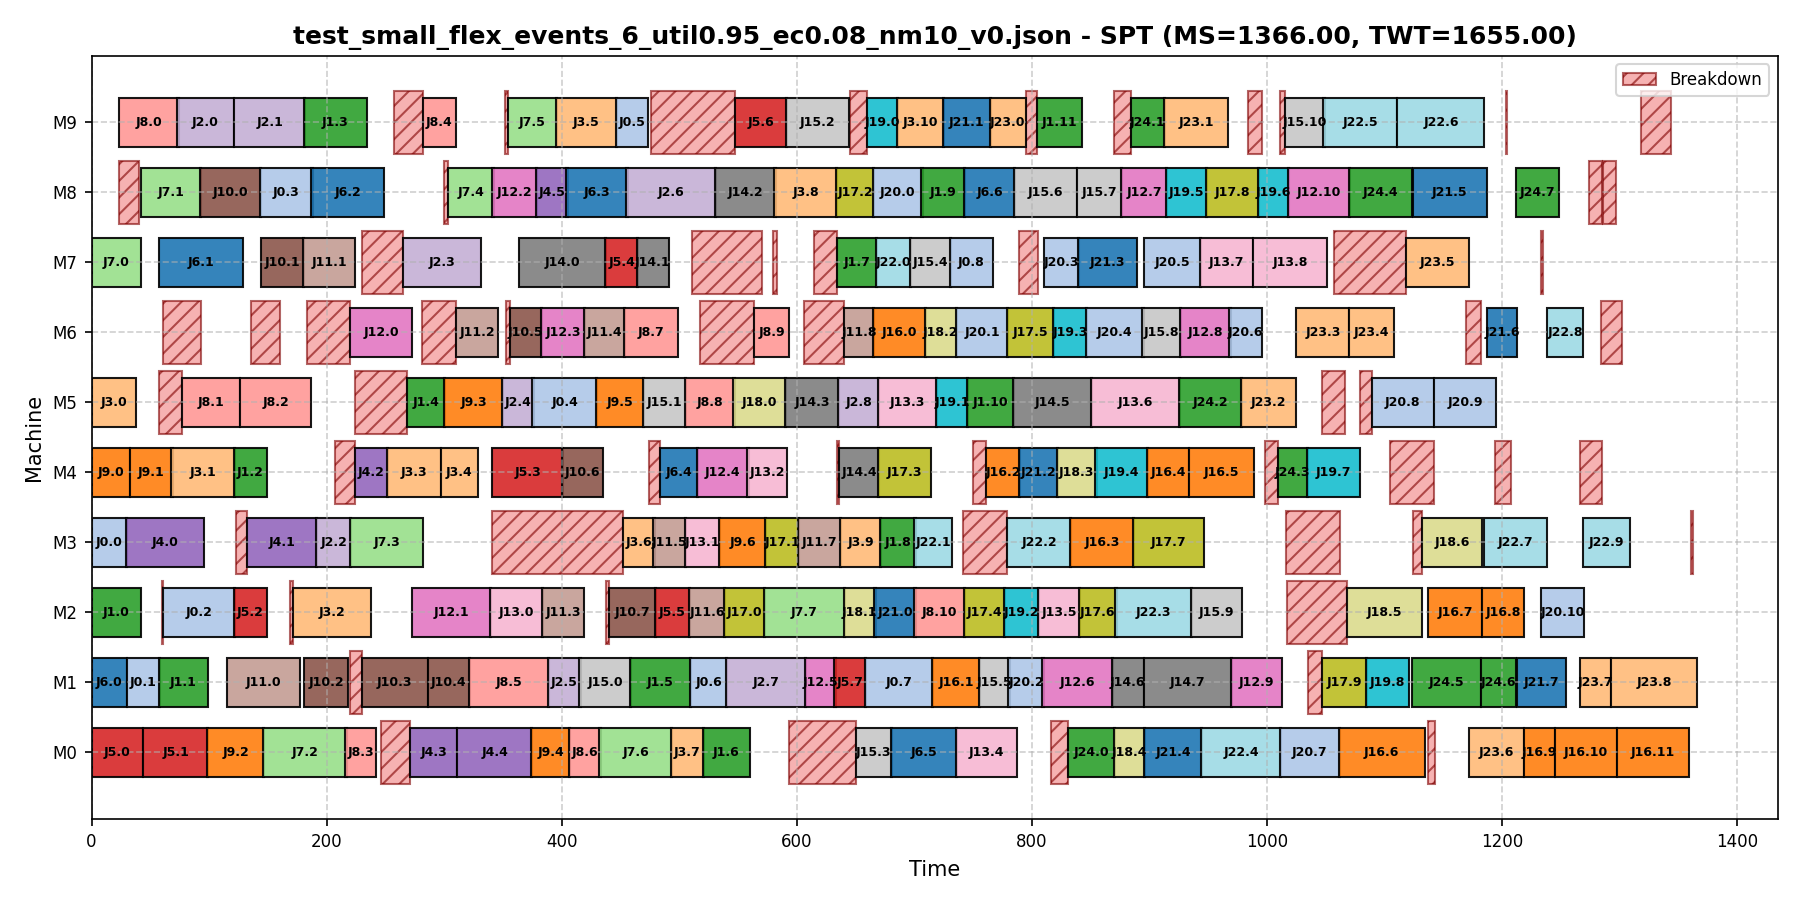 test_small_flex_events_6_util0.95_ec0.08_nm10_v0.json - SPT (MS=1366.00, TWT=1655.00)
Breakdown
M9 J8.0 J2.0 J2.1 J1.3 J8.4 J7.5 J3.5 J0.5 J5.6 J15.2 J19.0 J3.10 J21.1 J23.0 J1.11 J24.1 J23.1 J15.10 J22.5 J22.6
M8 J7.1 J10.0 J0.3 J6.2 J7.4 J12.2 J4.5 J6.3 J2.6 J14.2 J3.8 J17.2 J20.0 J1.9 J6.6 J15.6 J15.7 J12.7 J19.5 J17.8 J19.6 J12.10 J24.4 J21.5 J24.7
M7 J7.0 J6.1 J10.1 J11.1 J2.3 J14.0 J5.4 J14.1 J1.7 J22.0 J15.4 J0.8 J20.3 J21.3 J20.5 J13.7 J13.8 J23.5
M6 J12.0 J11.2 J10.5 J12.3 J11.4 J8.7 J8.9 J11.8 J16.0 J18.2 J20.1 J17.5 J19.3 J20.4 J15.8 J12.8 J20.6 J23.3 J23.4 J21.6 J22.8
M5 J3.0 J8.1 J8.2 J1.4 J9.3 J2.4 J0.4 J9.5 J15.1 J8.8 J18.0 J14.3 J2.8 J13.3 J19.1 J1.10 J14.5 J13.6 J24.2 J23.2 J20.8 J20.9
M4 J9.0 J9.1 J3.1 J1.2 J4.2 J3.3 J3.4 J5.3 J10.6 J6.4 J12.4 J13.2 J14.4 J17.3 J16.2 J21.2 J18.3 J19.4 J16.4 J16.5 J24.3 J19.7
M3 J0.0 J4.0 J4.1 J2.2 J7.3 J3.6 J11.5 J13.1 J9.6 J17.1 J11.7 J3.9 J1.8 J22.1 J22.2 J16.3 J17.7 J18.6 J22.7 J22.9
M2 J1.0 J0.2 J5.2 J3.2 J12.1 J13.0 J11.3 J10.7 J5.5 J11.6 J17.0 J7.7 J18.1 J21.0 J8.10 J17.4 J19.2 J13.5 J17.6 J22.3 J15.9 J18.5 J16.7 J16.8 J20.10
M1 J6.0 J0.1 J1.1 J11.0 J10.2 J10.3 J10.4 J8.5 J2.5 J15.0 J1.5 J0.6 J2.7 J12.5 J5.7 J0.7 J16.1 J15.5 J20.2 J12.6 J14.6 J14.7 J12.9 J17.9 J19.8 J24.5 J24.6 J21.7 J23.7 J23.8
M0 J5.0 J5.1 J9.2 J7.2 J8.3 J4.3 J4.4 J9.4 J8.6 J7.6 J3.7 J1.6 J15.3 J6.5 J13.4 J24.0 J18.4 J21.4 J22.4 J20.7 J16.6 J23.6 J16.9 J16.10 J16.11
0 200 400 600 800 1000 1200 1400
Time
Machine